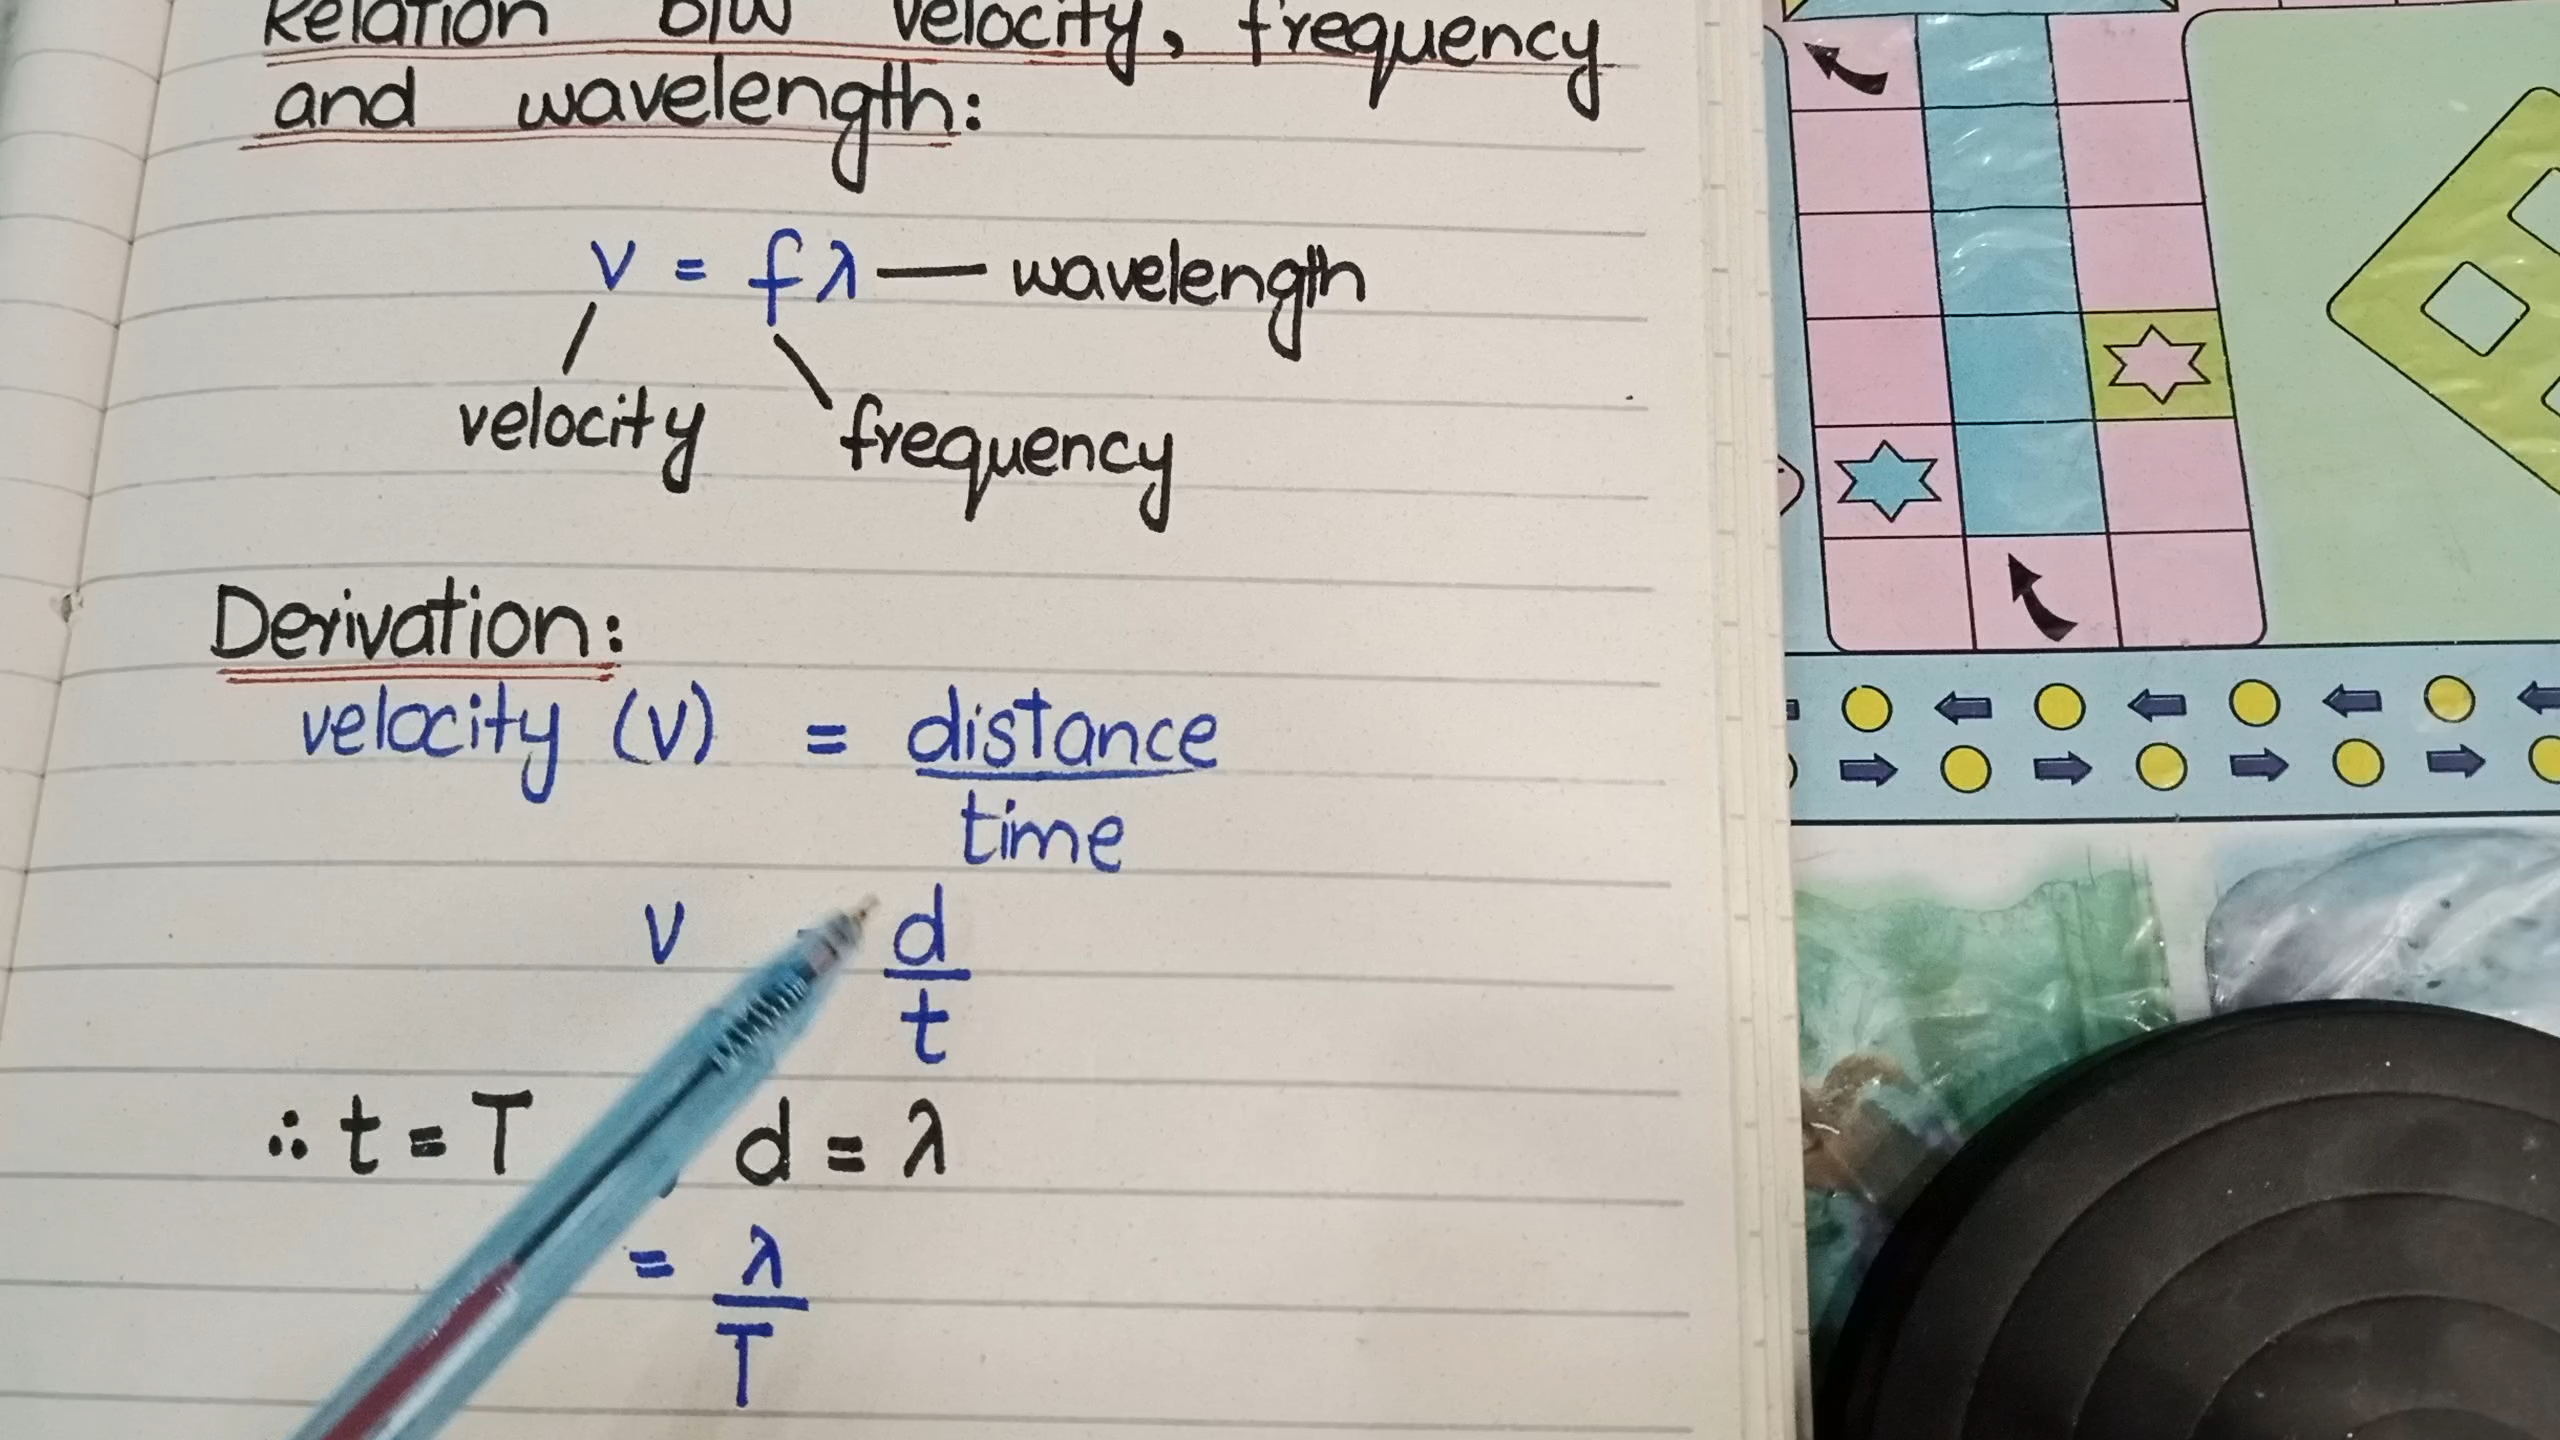 Relation b/w velocity, frequency
and wavelength:
v = fλ — wavelength
velocity frequency
Derivation:
velocity (v) = distance
time
v d
t
∴ t = T , d = λ
= λ
T